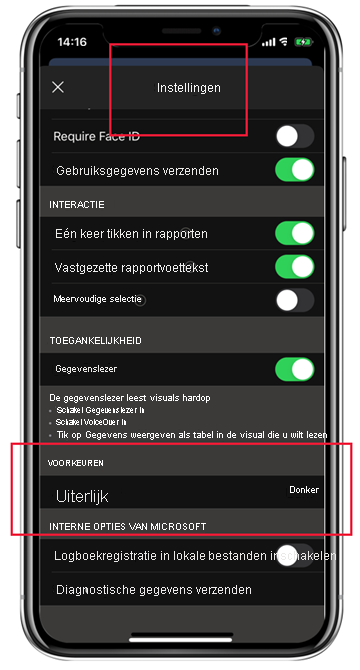 14:16
Instellingen
Require Face ID
Gebruiksgegevens verzenden
INTERACTIE
Eén keer tikken in rapporten
Vastgezette rapportvoettekst
Meervoudige selectie
TOEGANKELIJKHEID
Gegevenslezer
De gegevenslezer leest visuals hardop
• Schakel Gegevenslezer In
• Schakel VoiceOver In
• Tik op Gegevens weergeven als tabel in de visual die u wilt lezen
VOORKEUREN
Uiterlijk
Donker
INTERNE OPTIES VAN MICROSOFT
Logboekregistratie in lokale bestanden inschakelen
Diagnostische gegevens verzenden